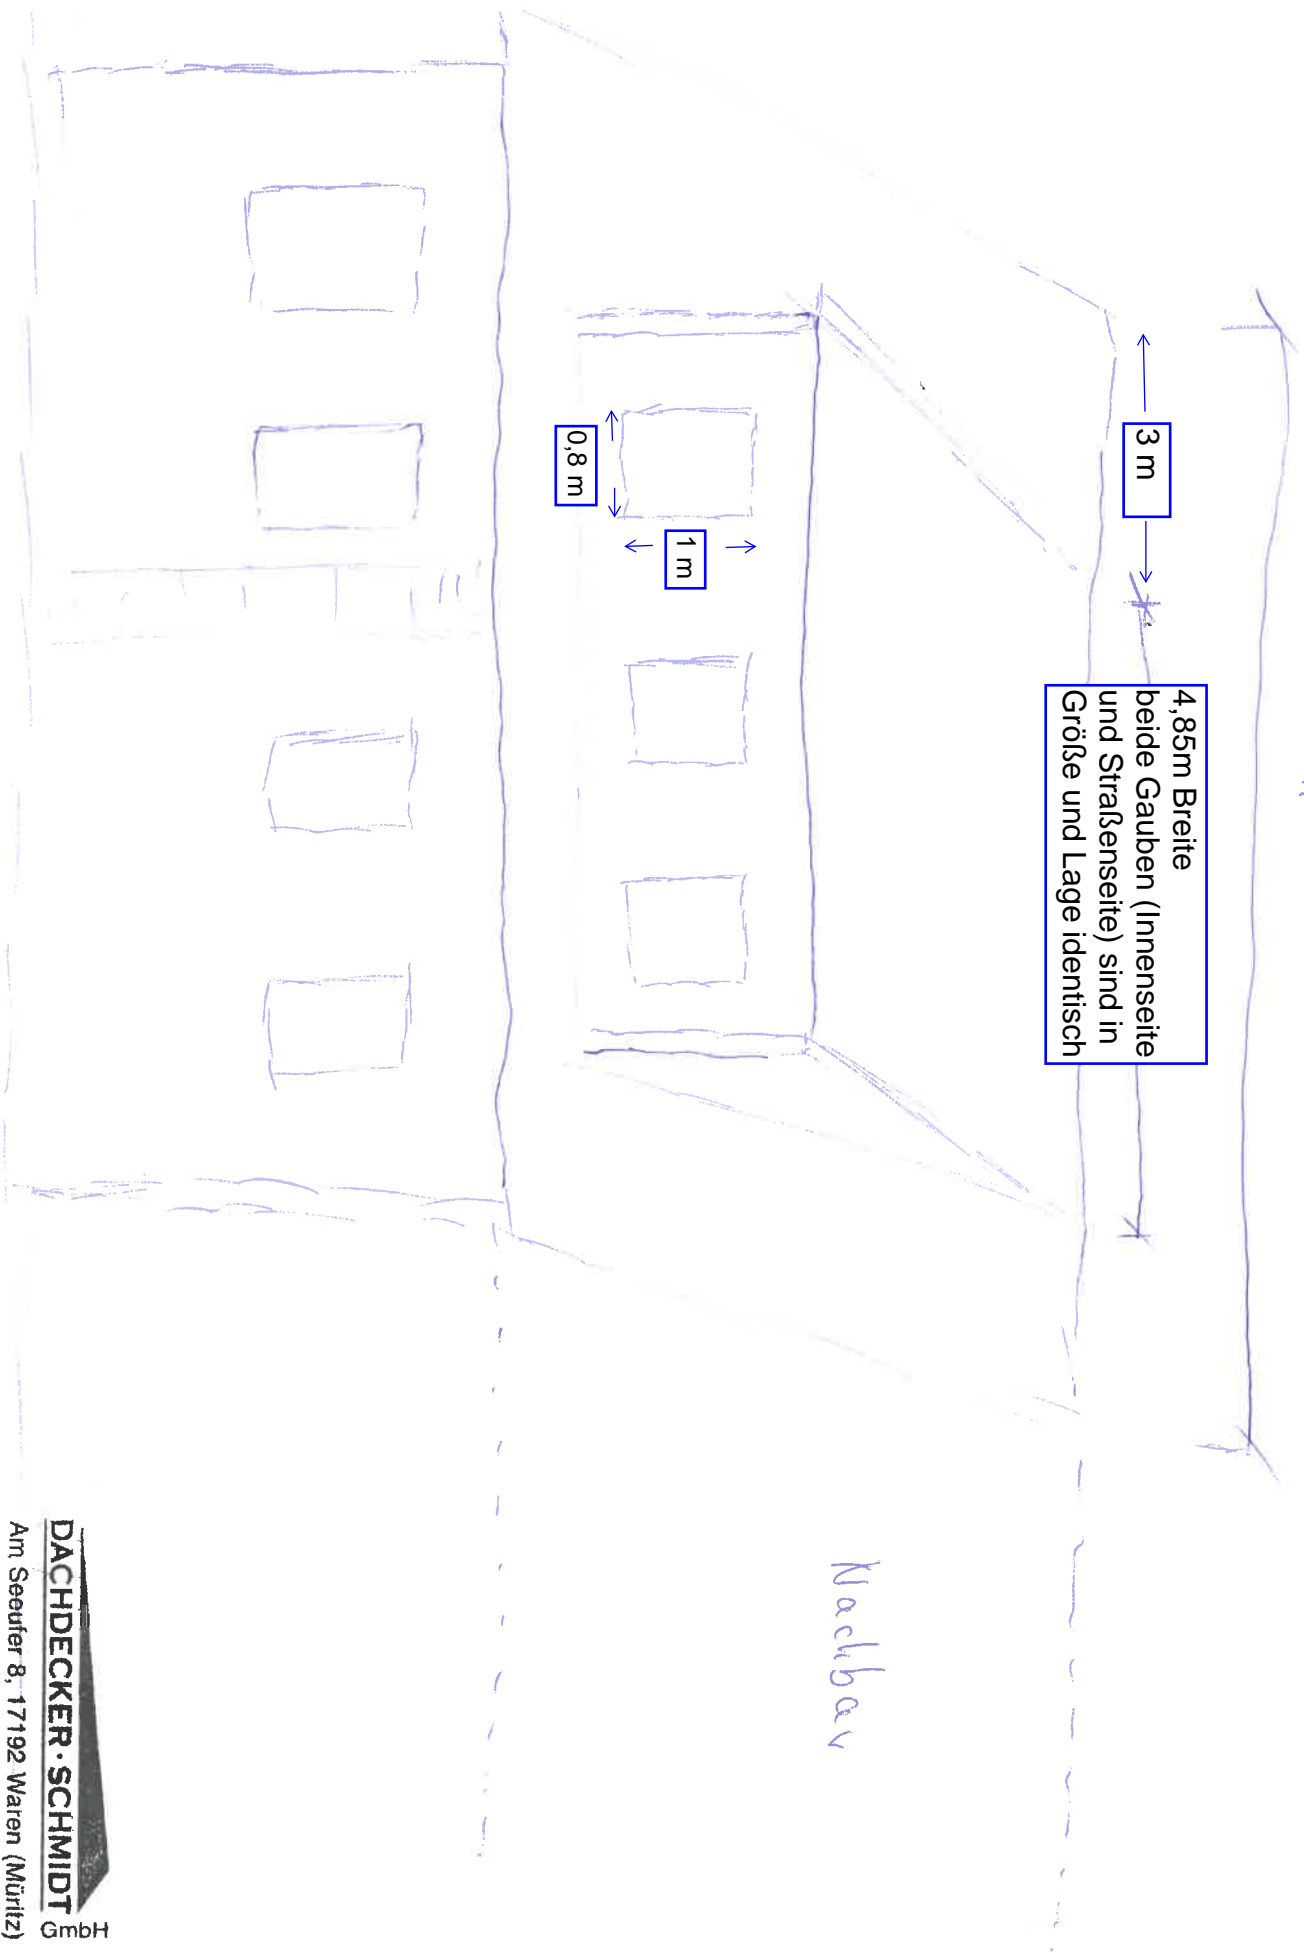 3 m
4,85m Breite
beide Gauben (Innenseite
und Straßenseite) sind in
Größe und Lage identisch
Nachbar
1 m
0,8 m
DACHDECKER·SCHMIDT
GmbH
Am Seeufer 8, 17192 Waren (Müritz)